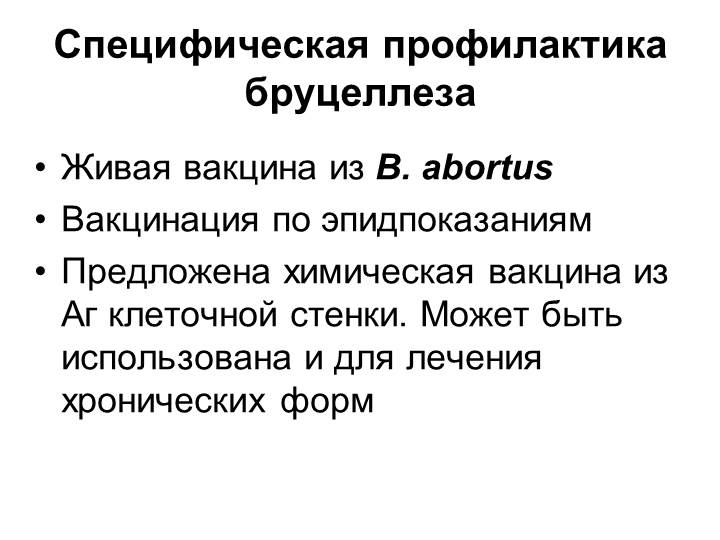 Специфическая профилактика
бруцеллеза
• Живая вакцина из B. abortus
• Вакцинация по эпидпоказаниям
• Предложена химическая вакцина из
Аг клеточной стенки. Может быть
использована и для лечения
хронических форм